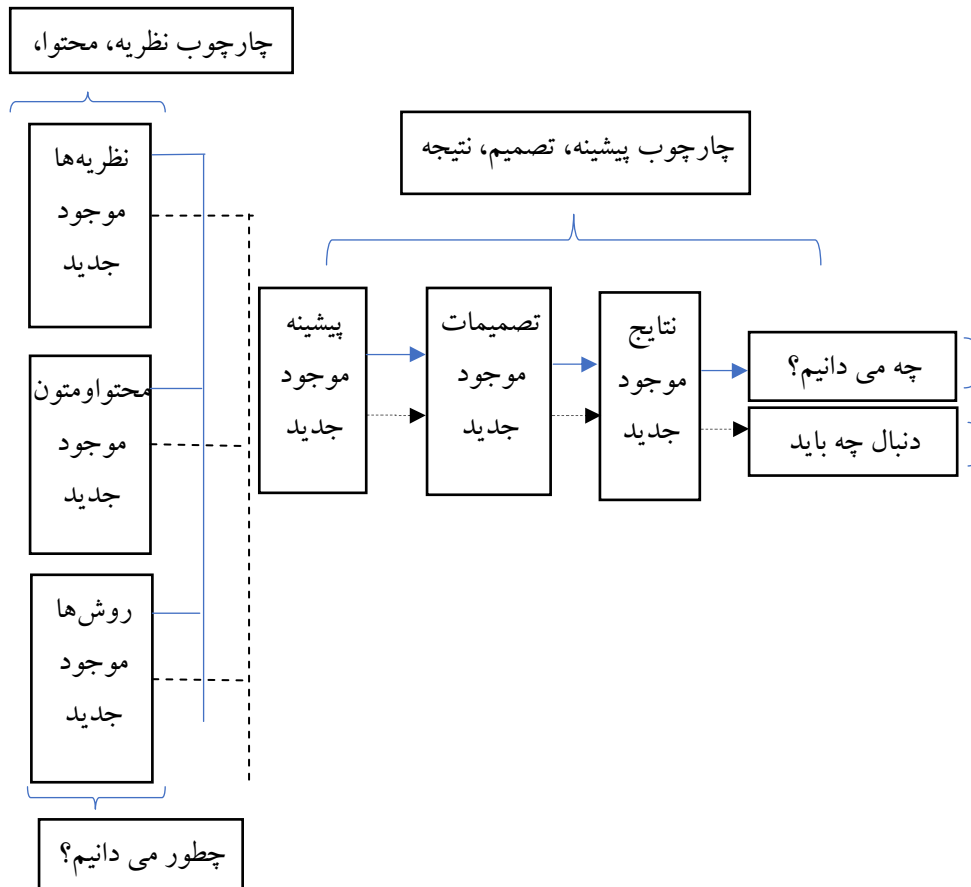 چارچوب نظریه، محتوا،
نظریه‌ها
موجود
جدید
محتواومتون
موجود
جدید
روش‌ها
موجود
جدید
چطور می دانیم؟
چارچوب پیشینه، تصمیم، نتیجه
پیشینه
موجود
جدید
تصمیمات
موجود
جدید
نتایج
موجود
جدید
چه می دانیم؟
دنبال چه باید